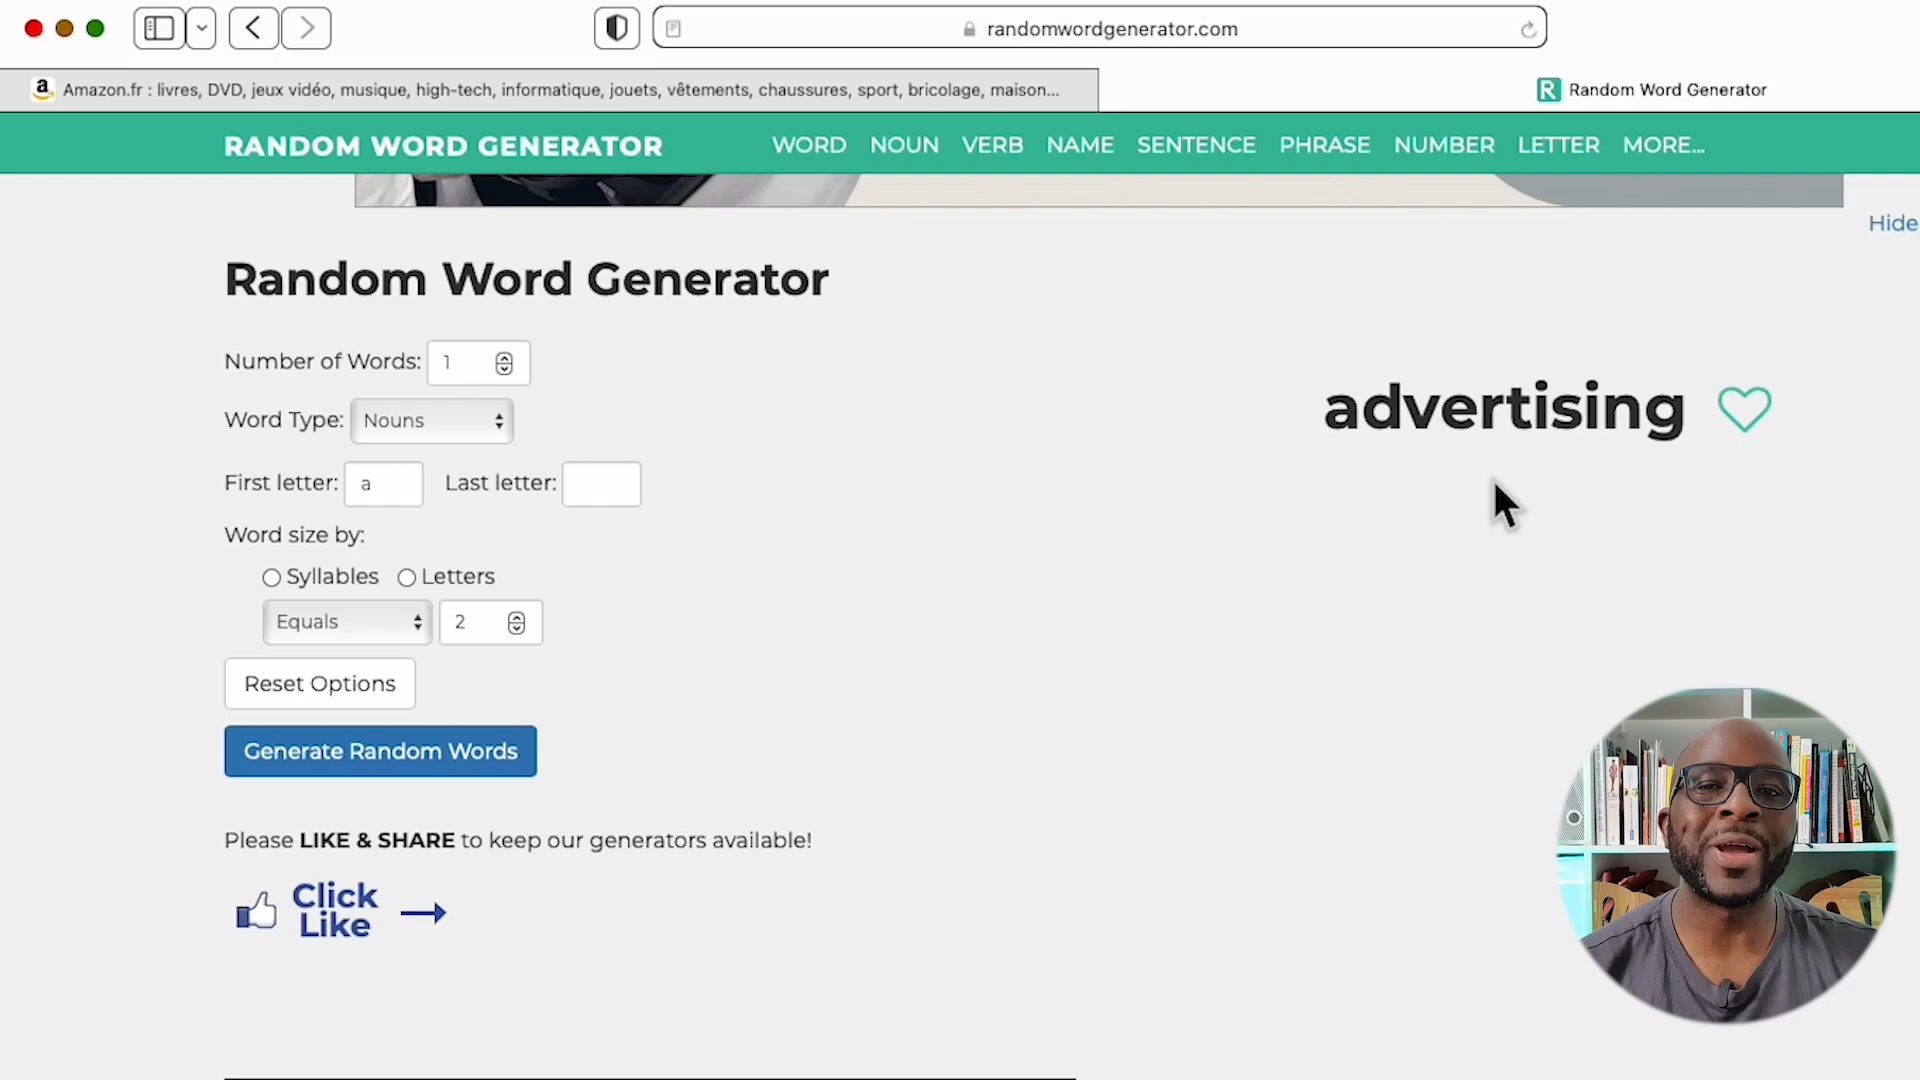 randomwordgenerator.com
a Amazon.fr : livres, DVD, jeux vidéo, musique, high-tech, informatique, jouets, vêtements, chaussures, sport, bricolage, maison...
R Random Word Generator
RANDOM WORD GENERATOR WORD NOUN VERB NAME SENTENCE PHRASE NUMBER LETTER MORE...
Hide
Random Word Generator
Number of Words: 1
advertising
Word Type: Nouns
First letter: a Last letter:
Word size by:
Syllables Letters
Equals 2
Reset Options
Generate Random Words
Please LIKE & SHARE to keep our generators available!
Click
Like